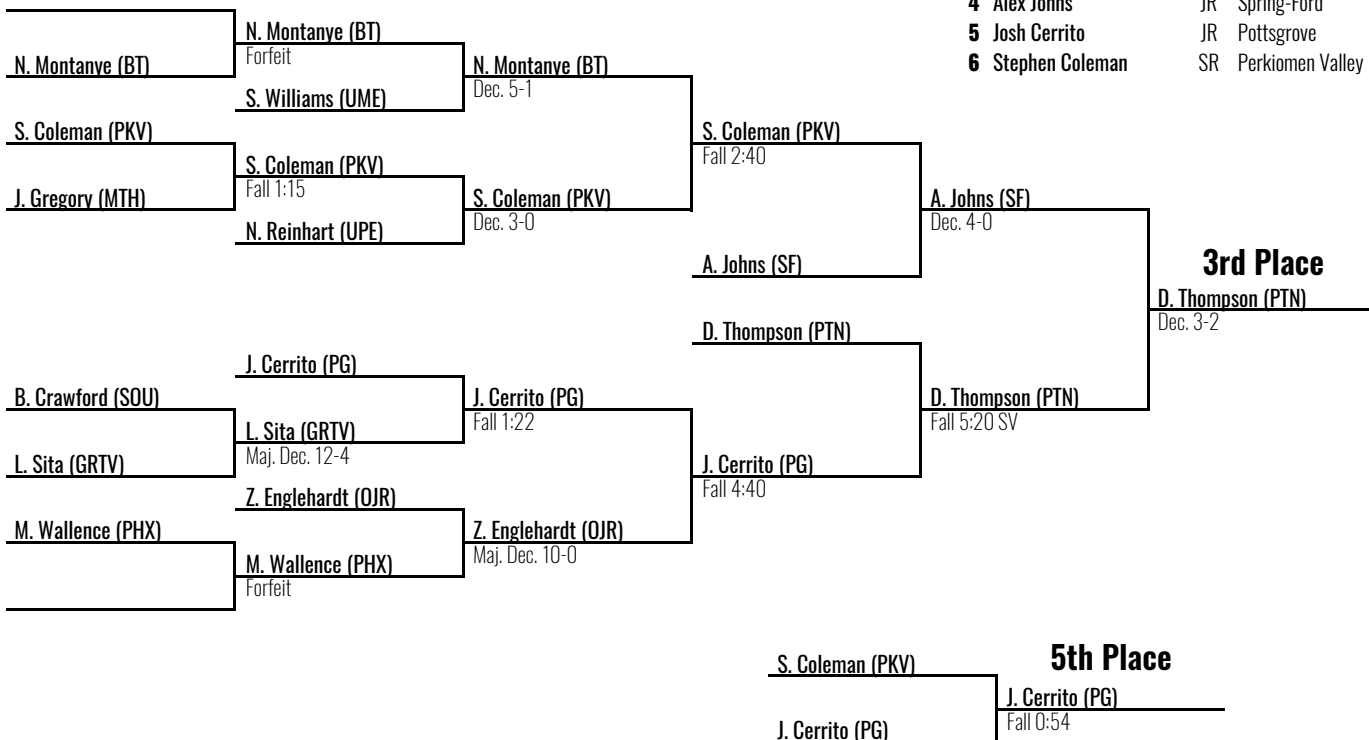 4 Alex Johns JR Spring-Ford
5 Josh Cerrito JR Pottsgrove
6 Stephen Coleman SR Perkiomen Valley
N. Montanye (BT)
Forfeit
N. Montanye (BT)
N. Montanye (BT)
Dec. 5-1
S. Williams (UME)
S. Coleman (PKV)
S. Coleman (PKV)
Fall 2:40
S. Coleman (PKV)
Fall 1:15
J. Gregory (MTH)
S. Coleman (PKV)
Dec. 3-0
A. Johns (SF)
Dec. 4-0
N. Reinhart (UPE)
A. Johns (SF)
3rd Place
D. Thompson (PTN)
Dec. 3-2
D. Thompson (PTN)
J. Cerrito (PG)
B. Crawford (SOU)
J. Cerrito (PG)
Fall 1:22
D. Thompson (PTN)
Fall 5:20 SV
L. Sita (GRTV)
Maj. Dec. 12-4
L. Sita (GRTV)
J. Cerrito (PG)
Fall 4:40
Z. Englehardt (OJR)
M. Wallence (PHX)
Z. Englehardt (OJR)
Maj. Dec. 10-0
M. Wallence (PHX)
Forfeit
S. Coleman (PKV)
5th Place
J. Cerrito (PG)
Fall 0:54
J. Cerrito (PG)